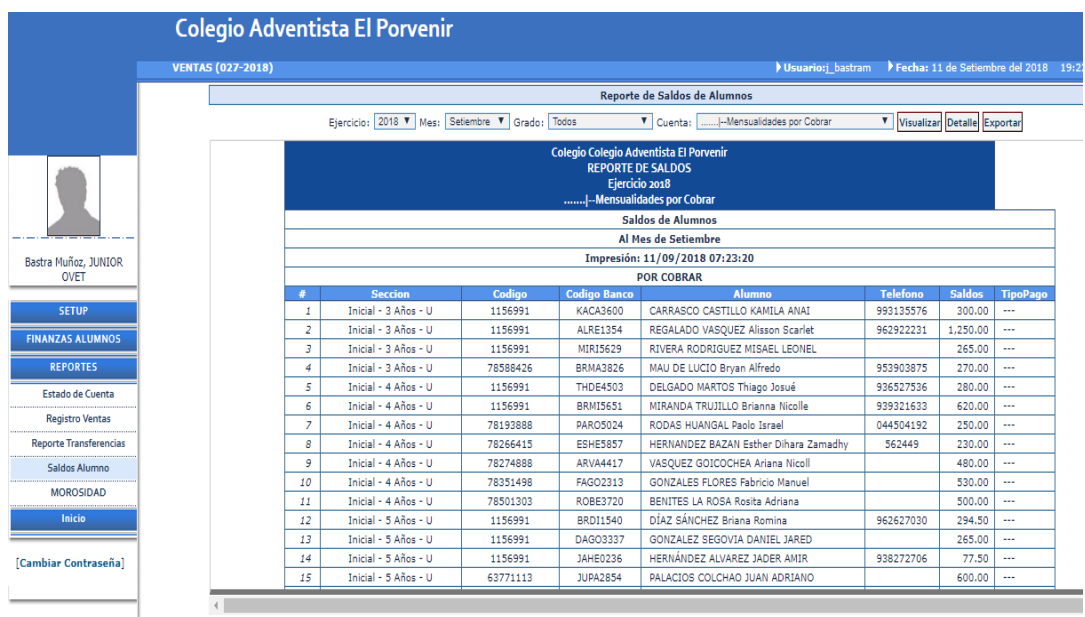 Colegio Adventista El Porvenir
VENTAS (027-2018) Usuario:j_bastram Fecha: 11 de Setiembre del 2018
Reporte de Saldos de Alumnos
Ejercicio: 2018 Mes: Setiembre Grado: Todos Cuenta: .......|--Mensualidades por Cobrar Visualizar Detalle Exportar
Bastra Muñoz, JUNIOR
OVET
SETUP
FINANZAS ALUMNOS
REPORTES
Estado de Cuenta
Registro Ventas
Reporte Transferencias
Saldos Alumno
MOROSIDAD
Inicio
[Cambiar Contraseña]
Colegio Colegio Adventista El Porvenir
REPORTE DE SALDOS
Ejercicio 2018
.......|--Mensualidades por Cobrar
Saldos de Alumnos
Al Mes de Setiembre
Impresión: 11/09/2018 07:23:20
POR COBRAR
# Seccion Codigo Codigo Banco Alumno Telefono Saldos TipoPago
1 Inicial - 3 Años - U 1156991 KACA3600 CARRASCO CASTILLO KAMILA ANAI 993135576 300.00 ---
2 Inicial - 3 Años - U 1156991 ALRE1354 REGALADO VASQUEZ Alisson Scarlet 962922231 1,250.00 ---
3 Inicial - 3 Años - U 1156991 MIRI5629 RIVERA RODRIGUEZ MISAEL LEONEL 265.00 ---
4 Inicial - 3 Años - U 78588426 BRMA3826 MAU DE LUCIO Bryan Alfredo 953903875 270.00 ---
5 Inicial - 4 Años - U 1156991 THDE4503 DELGADO MARTOS Thiago Josué 936527536 280.00 ---
6 Inicial - 4 Años - U 1156991 BRMI5651 MIRANDA TRUJILLO Brianna Nicolle 939321633 620.00 ---
7 Inicial - 4 Años - U 78193888 PARO5024 RODAS HUANGAL Paolo Israel 044504192 250.00 ---
8 Inicial - 4 Años - U 78266415 ESHE5857 HERNANDEZ BAZAN Esther Dihara Zamadhy 562449 230.00 ---
9 Inicial - 4 Años - U 78274888 ARVA4417 VASQUEZ GOICOCHEA Ariana Nicoll 480.00 ---
10 Inicial - 4 Años - U 78351498 FAGO2313 GONZALES FLORES Fabricio Manuel 530.00 ---
11 Inicial - 4 Años - U 78501303 ROBE3720 BENITES LA ROSA Rosita Adriana 500.00 ---
12 Inicial - 5 Años - U 1156991 BRDI1540 DÍAZ SÁNCHEZ Briana Romina 962627030 294.50 ---
13 Inicial - 5 Años - U 1156991 DAGO3337 GONZALEZ SEGOVIA DANIEL JARED 265.00 ---
14 Inicial - 5 Años - U 1156991 JAHE0236 HERNÁNDEZ ALVAREZ JADER AMIR 938272706 77.50 ---
15 Inicial - 5 Años - U 63771113 JUPA2854 PALACIOS COLCHAO JUAN ADRIANO 600.00 ---